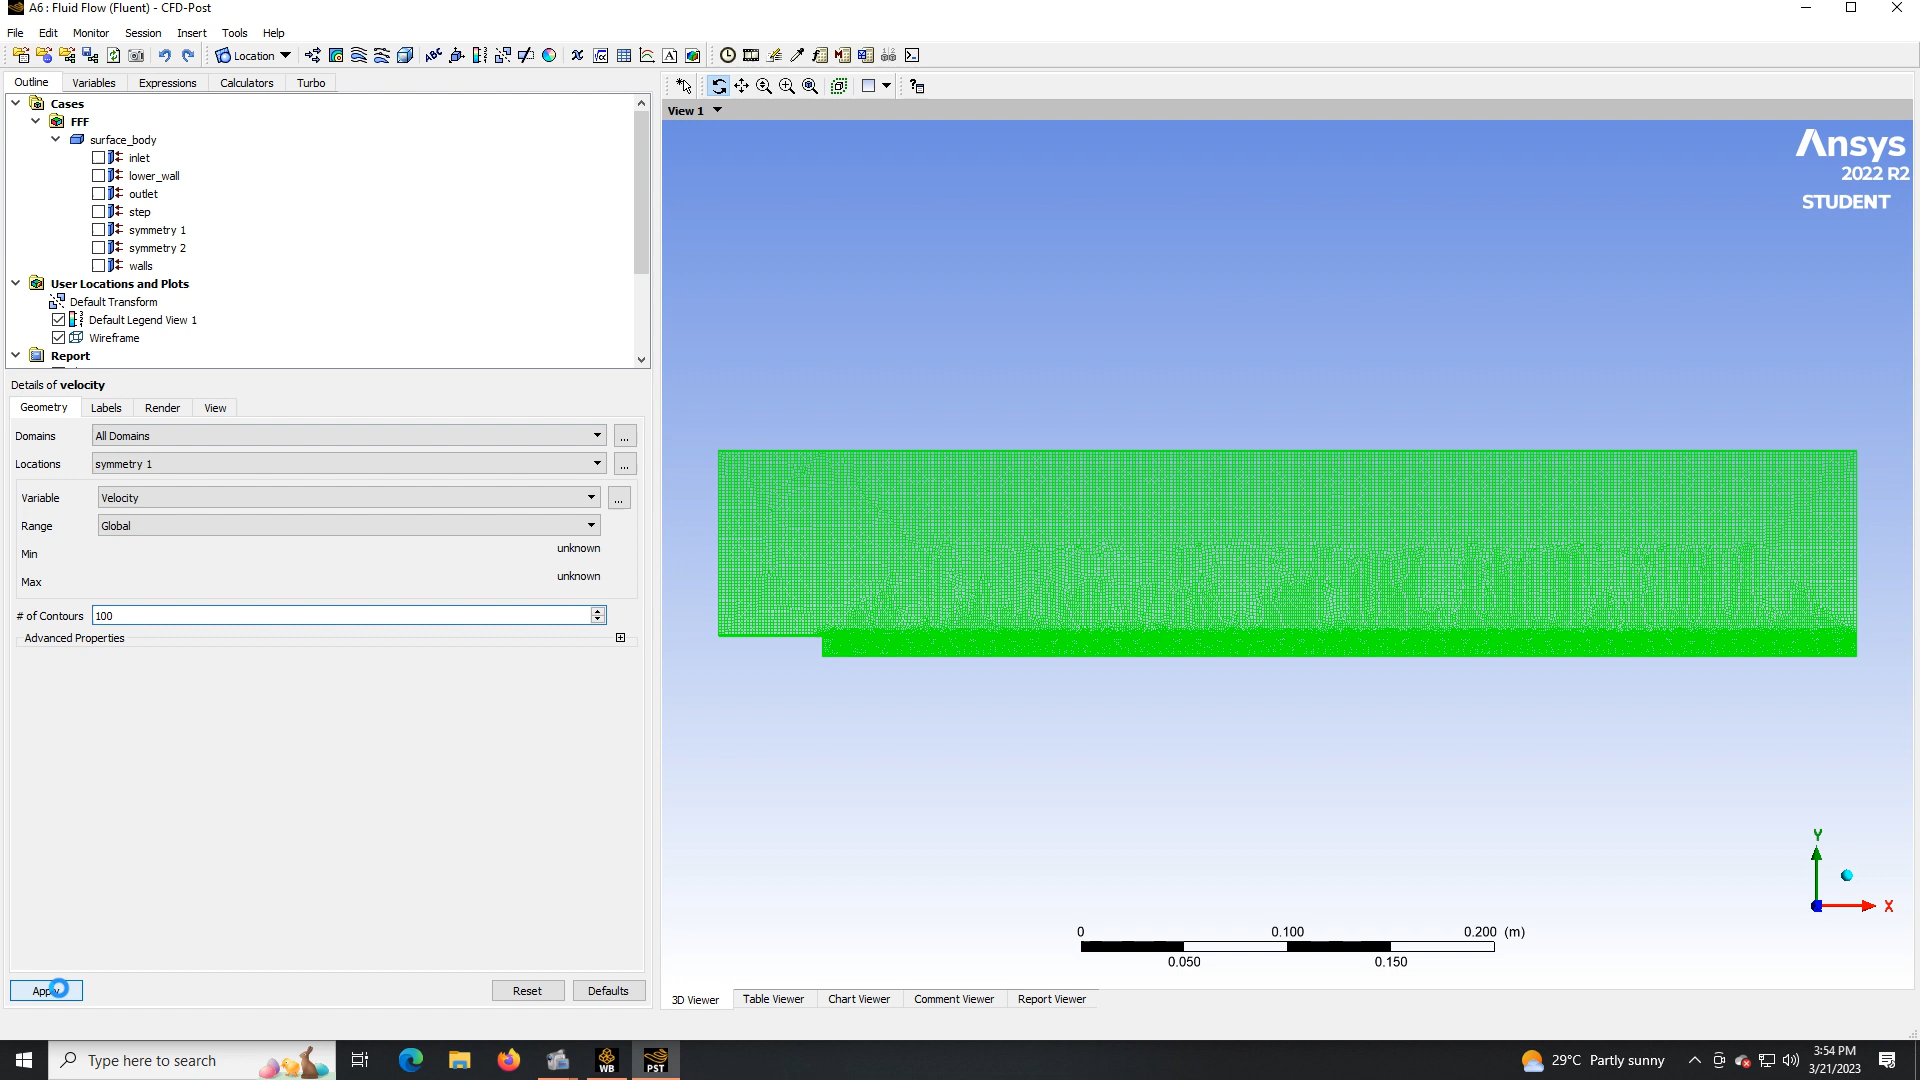 A6 : Fluid Flow (Fluent) - CFD-Post
File Edit Monitor Session Insert Tools Help
Location
Outline Variables Expressions Calculators Turbo
Cases
FFF
surface_body
inlet
lower_wall
outlet
step
symmetry 1
symmetry 2
walls
User Locations and Plots
Default Transform
Default Legend View 1
Wireframe
Report
Details of velocity
Geometry Labels Render View
Domains All Domains ...
Locations symmetry 1 ...
Variable Velocity ...
Range Global
Min unknown
Max unknown
# of Contours 100
Advanced Properties
Apply Reset Defaults
View 1
Ansys
2022 R2
STUDENT
Y
X
0 0.100 0.200 (m)
0.050 0.150
3D Viewer Table Viewer Chart Viewer Comment Viewer Report Viewer
Type here to search
WB
PST
29°C Partly sunny
3:54 PM
3/21/2023